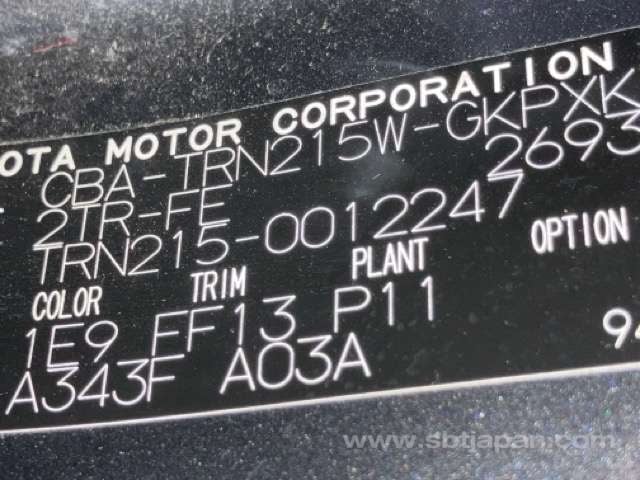 OTA MOTOR CORPORATION
CBA-TRN215W-GKPXK
2TR-FE 2693
TRN215-0012247
COLOR TRIM PLANT OPTION
1E9 FF13 P11
A343F A03A 94
www.sbtjapan.com